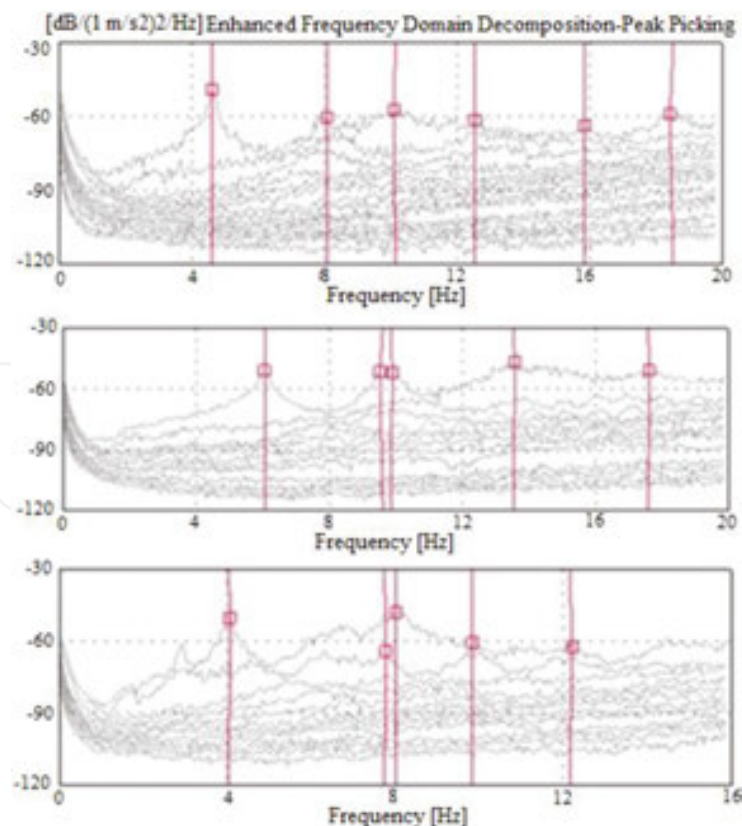 [dB/(1 m/s2)2/Hz] Enhanced Frequency Domain Decomposition-Peak Picking
-30
-60
-90
-120
0 4 8 12 16 20
Frequency [Hz]
-30
-60
-90
-120
0 4 8 12 16 20
Frequency [Hz]
-30
-60
-90
-120
0 4 8 12 16
Frequency [Hz]